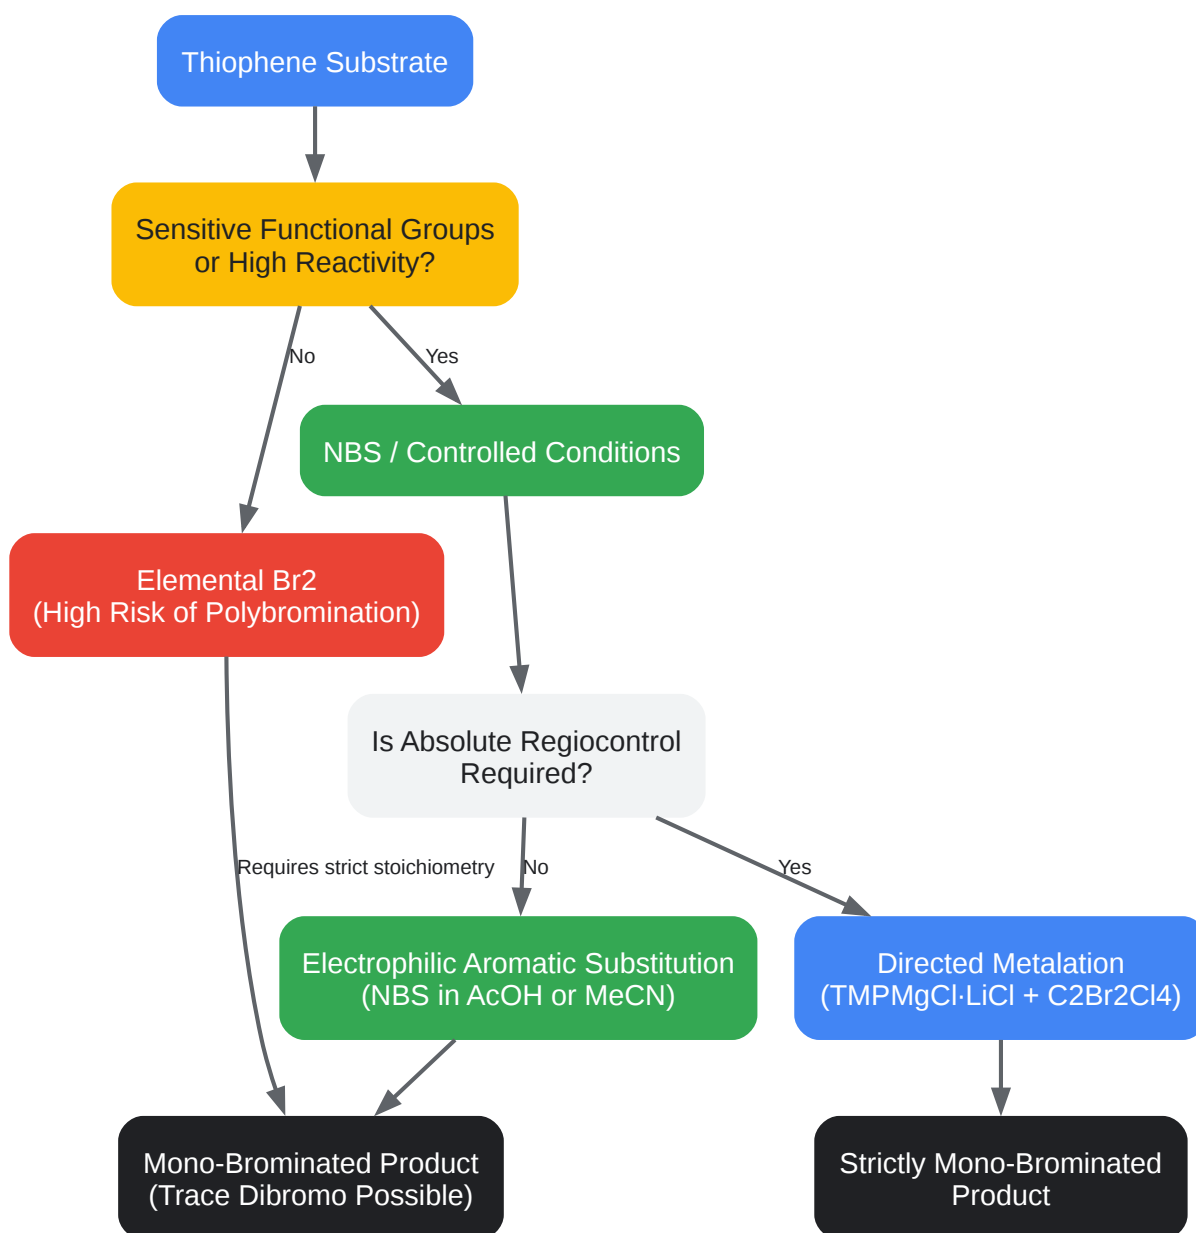 Thiophene Substrate
Sensitive Functional Groups
or High Reactivity?
No
Yes
NBS / Controlled Conditions
Elemental Br2
(High Risk of Polybromination)
Is Absolute Regiocontrol
Required?
Requires strict stoichiometry
No
Yes
Electrophilic Aromatic Substitution
(NBS in AcOH or MeCN)
Directed Metalation
(TMPMgCl·LiCl + C2Br2Cl4)
Mono-Brominated Product
(Trace Dibromo Possible)
Strictly Mono-Brominated
Product